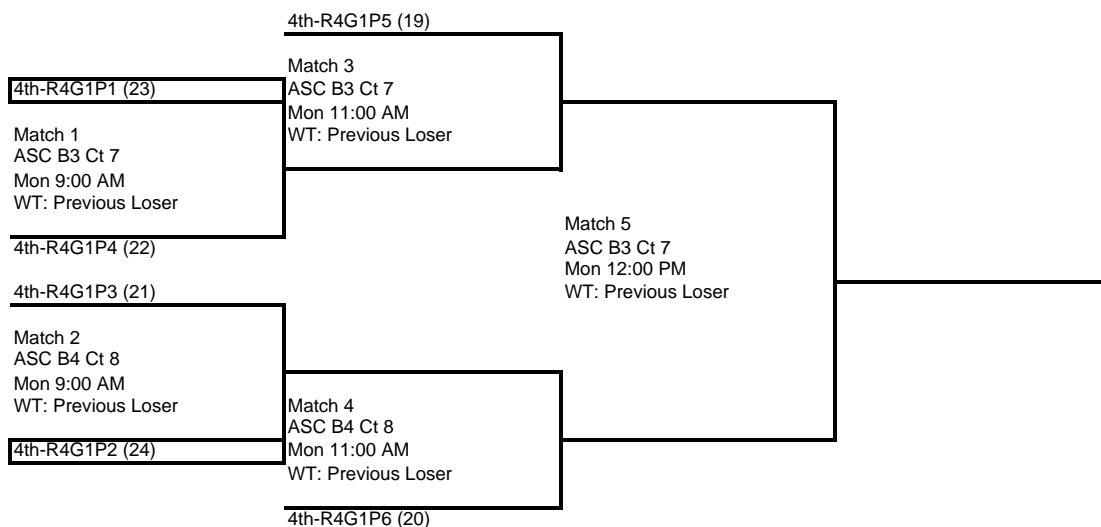 4th-R4G1P5 (19)
Match 3
ASC B3 Ct 7
Mon 11:00 AM
WT: Previous Loser
4th-R4G1P1 (23)
Match 1
ASC B3 Ct 7
Mon 9:00 AM
WT: Previous Loser
4th-R4G1P4 (22)
Match 5
ASC B3 Ct 7
Mon 12:00 PM
WT: Previous Loser
4th-R4G1P3 (21)
Match 2
ASC B4 Ct 8
Mon 9:00 AM
WT: Previous Loser
4th-R4G1P2 (24)
Match 4
ASC B4 Ct 8
Mon 11:00 AM
WT: Previous Loser
4th-R4G1P6 (20)